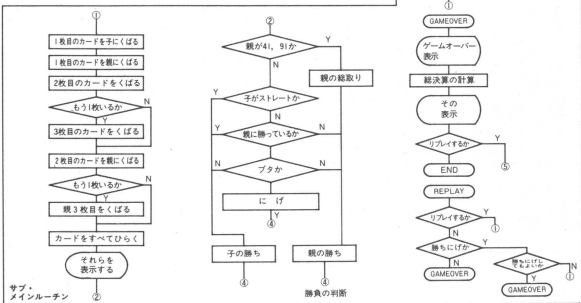 ①
1枚目のカードを子にくばる
1枚目のカードを親にくばる
2枚目のカードをくばる
もう1枚いるか
N
Y
3枚目のカードをくばる
2枚目のカードを親にくばる
もう1枚いるか
N
Y
親3枚目をくばる
カードをすべてひらく
それらを
表示する
②
サブ・
メインルーチン
②
親が41, 91か
Y
N
親の総取り
子がストレートか
Y
N
親に勝っているか
Y
N
ブタか
N
に げ
Y
④
子の勝ち
親の勝ち
④
④
勝負の判断
①
GAMEOVER
ゲームオーバー
表示
総決算の計算
その
表示
リプレイするか
Y
N
⑤
END
REPLAY
リプレイするか
Y
N
①
勝ちにげか
Y
N
勝ちにげし
てもよいか
N
Y
①
GAMEOVER
GAMEOVER